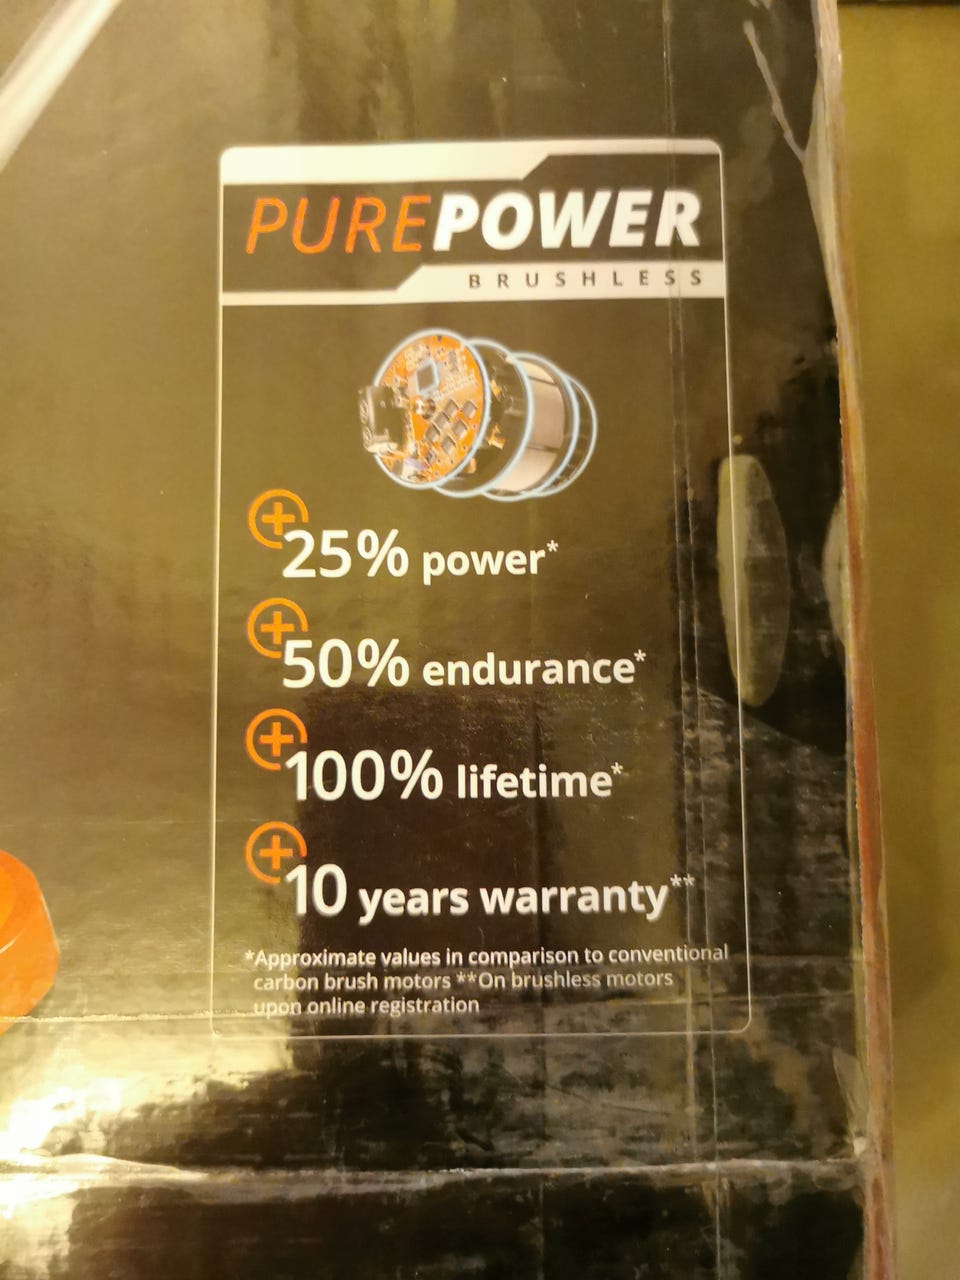 PUREPOWER
BRUSHLESS
25% power*
50% endurance*
100% lifetime*
10 years warranty**
*Approximate values in comparison to conventional
carbon brush motors **On brushless motors
upon online registration